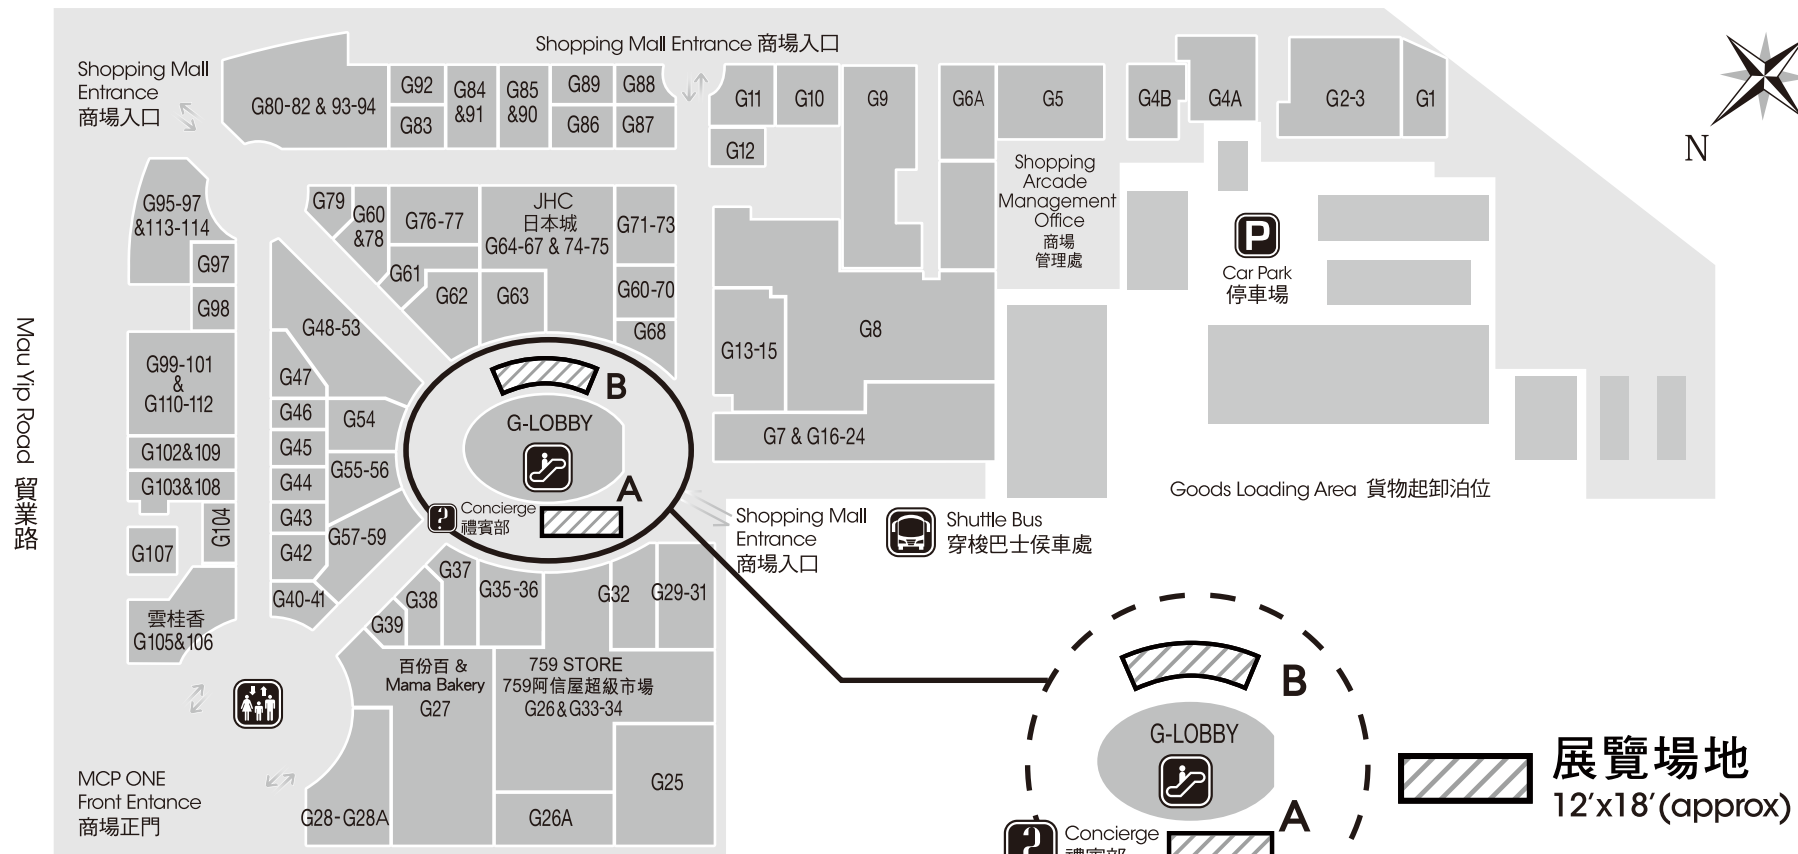 Shopping Mall Entrance 商場入口
Shopping Mall
Entrance
商場入口
G80-82 & 93-94
G92
G83
G84
&91
G85
&90
G89
G86
G88
G87
G11
G10
G12
G9
G6A
G5
G4B
G4A
G2-3
G1
N
Shopping
Arcade
Management
Office
商場
管理處
P
Car Park
停車場
G95-97
&113-114
G97
G98
G79
G60
&78
G76-77
G61
G62
JHC
日本城
G64-67 & 74-75
G63
G71-73
G60-70
G68
G48-53
G8
G13-15
G7 & G16-24
Mau Yip Road 貿業路
G99-101
&
G110-112
G102&109
G103&108
G104
G107
雲桂香
G105&106
G47
G46
G45
G44
G43
G42
G40-41
G54
G55-56
G57-59
B
G-LOBBY
A
?
Concierge
禮賓部
Shopping Mall
Entrance
商場入口
Shuttle Bus
穿梭巴士侯車處
Goods Loading Area 貨物起卸泊位
G39
G38
G37
G35-36
G32
G29-31
百份百 &
Mama Bakery
G27
759 STORE
759阿信屋超級市場
G26&G33-34
G25
G26A
G28-G28A
MCP ONE
Front Entance
商場正門
B
G-LOBBY
A
?
Concierge
禮賓部
展覽場地
12’x18’(approx)